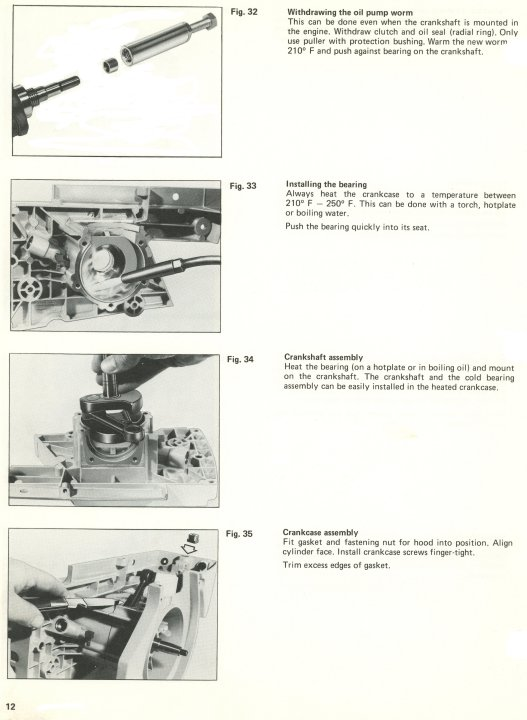 Fig. 32
Withdrawing the oil pump worm
This can be done even when the crankshaft is mounted in
the engine. Withdraw clutch and oil seal (radial ring). Only
use puller with protection bushing. Warm the new worm
210° F and push against bearing on the crankshaft.
Fig. 33
Installing the bearing
Always heat the crankcase to a temperature between
210° F — 250° F. This can be done with a torch, hotplate
or boiling water.
Push the bearing quickly into its seat.
Fig. 34
Crankshaft assembly
Heat the bearing (on a hotplate or in boiling oil) and mount
on the crankshaft. The crankshaft and the cold bearing
assembly can be easily installed in the heated crankcase.
Fig. 35
Crankcase assembly
Fit gasket and fastening nut for hood into position. Align
cylinder face. Install crankcase screws finger-tight.
Trim excess edges of gasket.
12